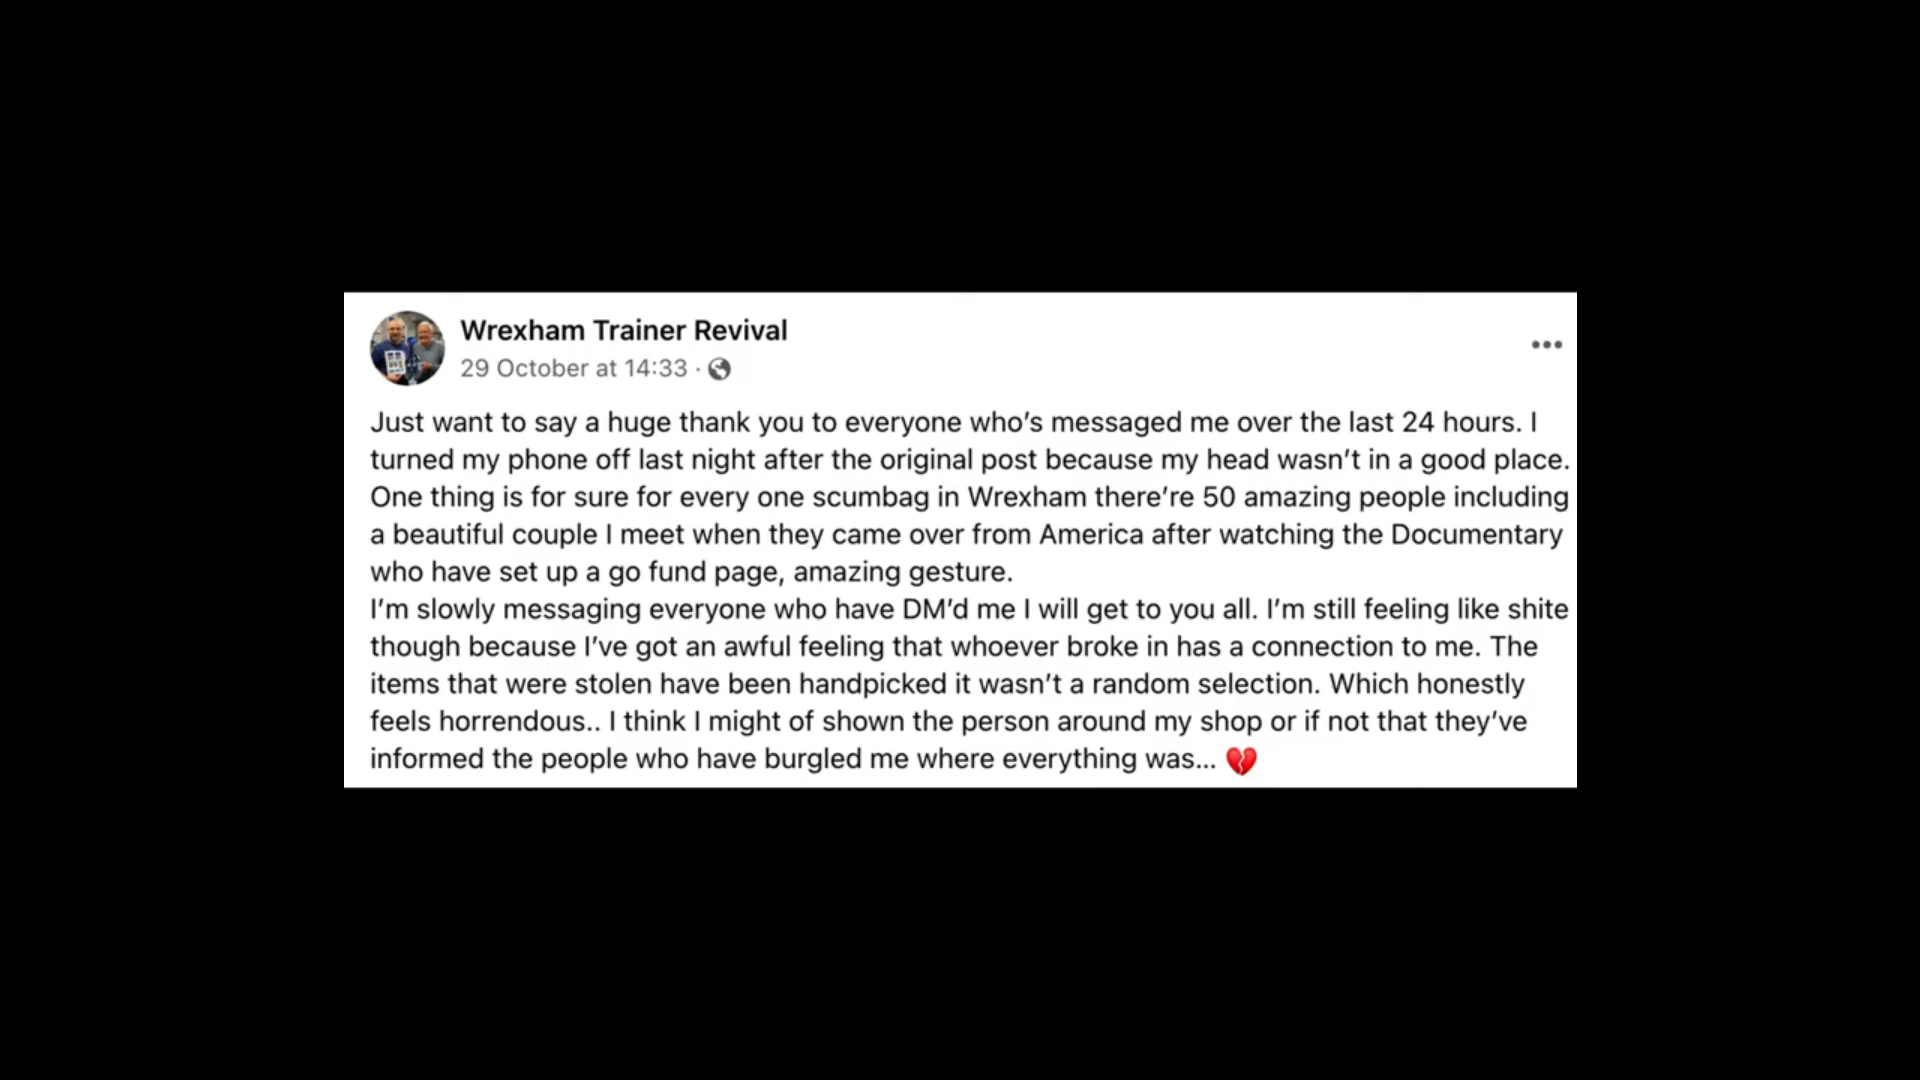 Wrexham Trainer Revival
29 October at 14:33 ·
Just want to say a huge thank you to everyone who’s messaged me over the last 24 hours. I
turned my phone off last night after the original post because my head wasn’t in a good place.
One thing is for sure for every one scumbag in Wrexham there’re 50 amazing people including
a beautiful couple I meet when they came over from America after watching the Documentary
who have set up a go fund page, amazing gesture.
I’m slowly messaging everyone who have DM’d me I will get to you all. I’m still feeling like shite
though because I’ve got an awful feeling that whoever broke in has a connection to me. The
items that were stolen have been handpicked it wasn’t a random selection. Which honestly
feels horrendous.. I think I might of shown the person around my shop or if not that they’ve
informed the people who have burgled me where everything was... 💔